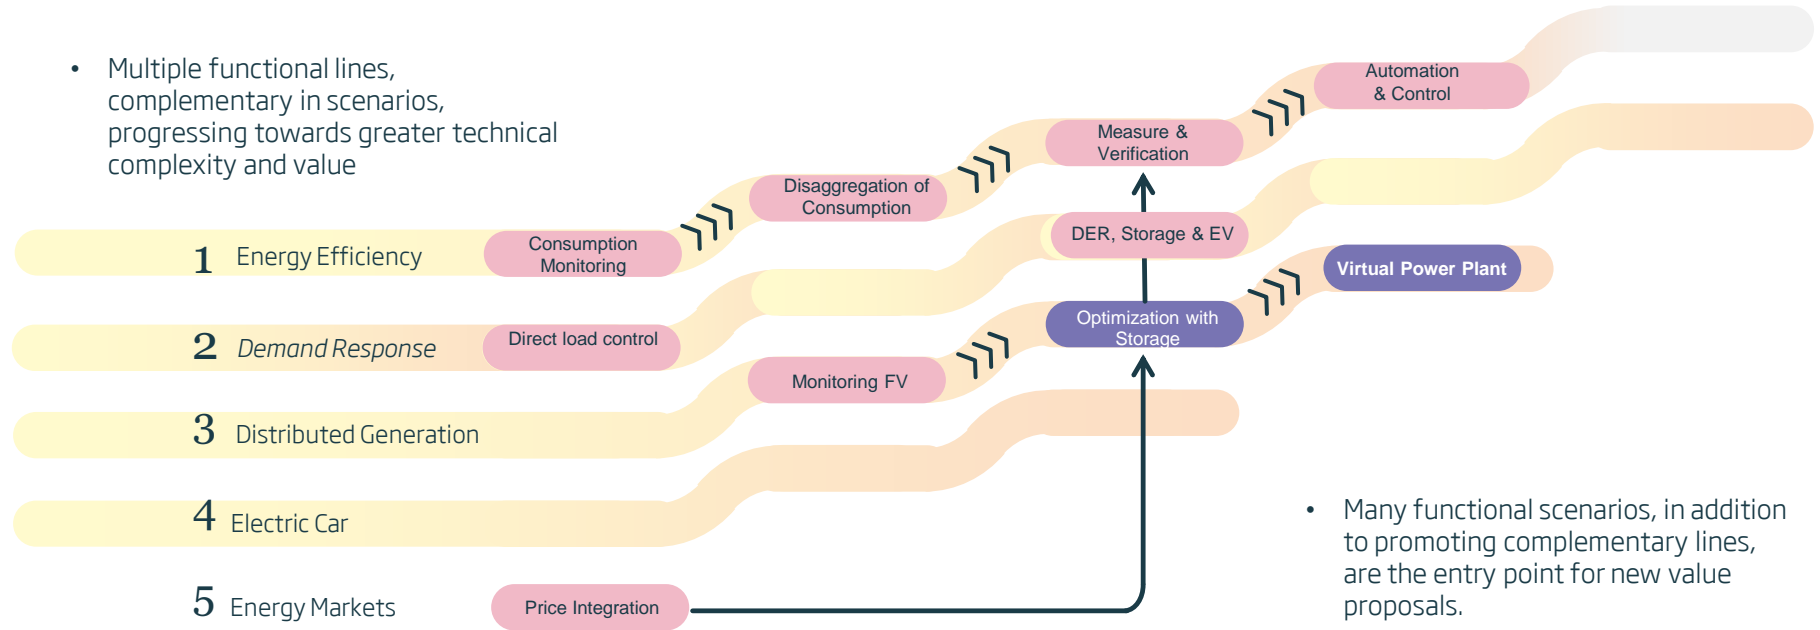 • Multiple functional lines,
complementary in scenarios,
progressing towards greater technical
complexity and value
Automation
& Control
Measure &
Verification
Disaggregation of
Consumption
1 Energy Efficiency
Consumption
Monitoring
DER, Storage & EV
Virtual Power Plant
2 Demand Response
Direct load control
Optimization with
Storage
Monitoring FV
3 Distributed Generation
4 Electric Car
5 Energy Markets
Price Integration
• Many functional scenarios, in addition
to promoting complementary lines,
are the entry point for new value
proposals.